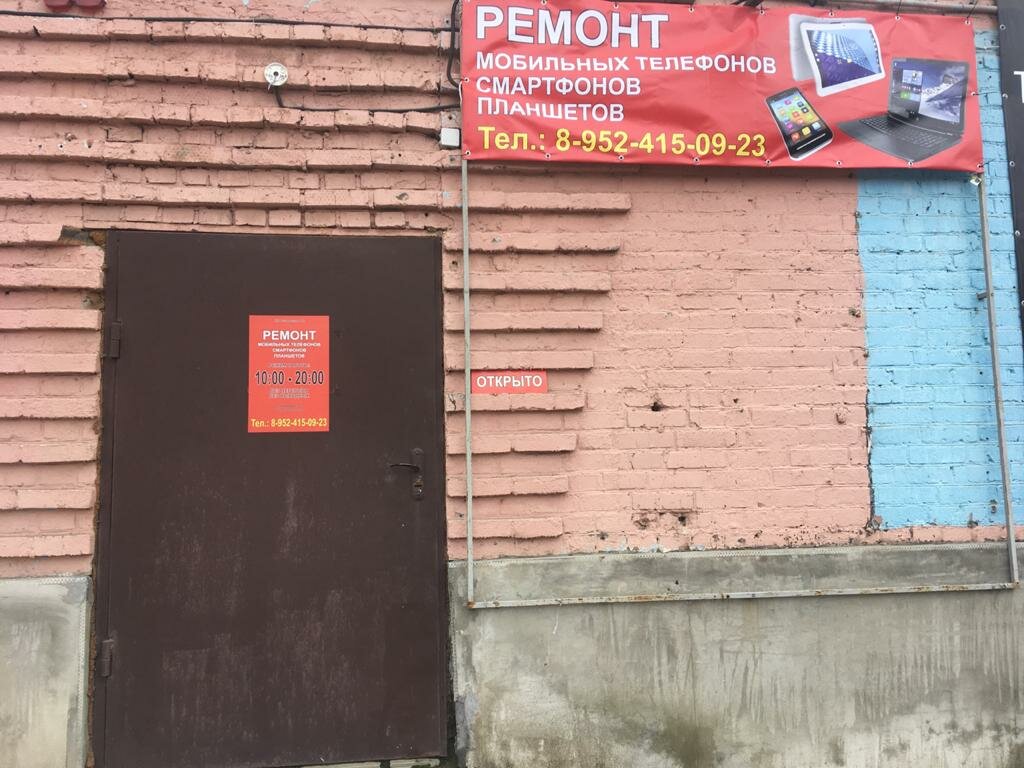 РЕМОНТ
МОБИЛЬНЫХ ТЕЛЕФОНОВ
СМАРТФОНОВ
ПЛАНШЕТОВ
Тел.: 8-952-415-09-23
РЕМОНТ
МОБИЛЬНЫХ ТЕЛЕФОНОВ
СМАРТФОНОВ
ПЛАНШЕТОВ
10:00 - 20:00
Тел.: 8-952-415-09-23
ОТКРЫТО